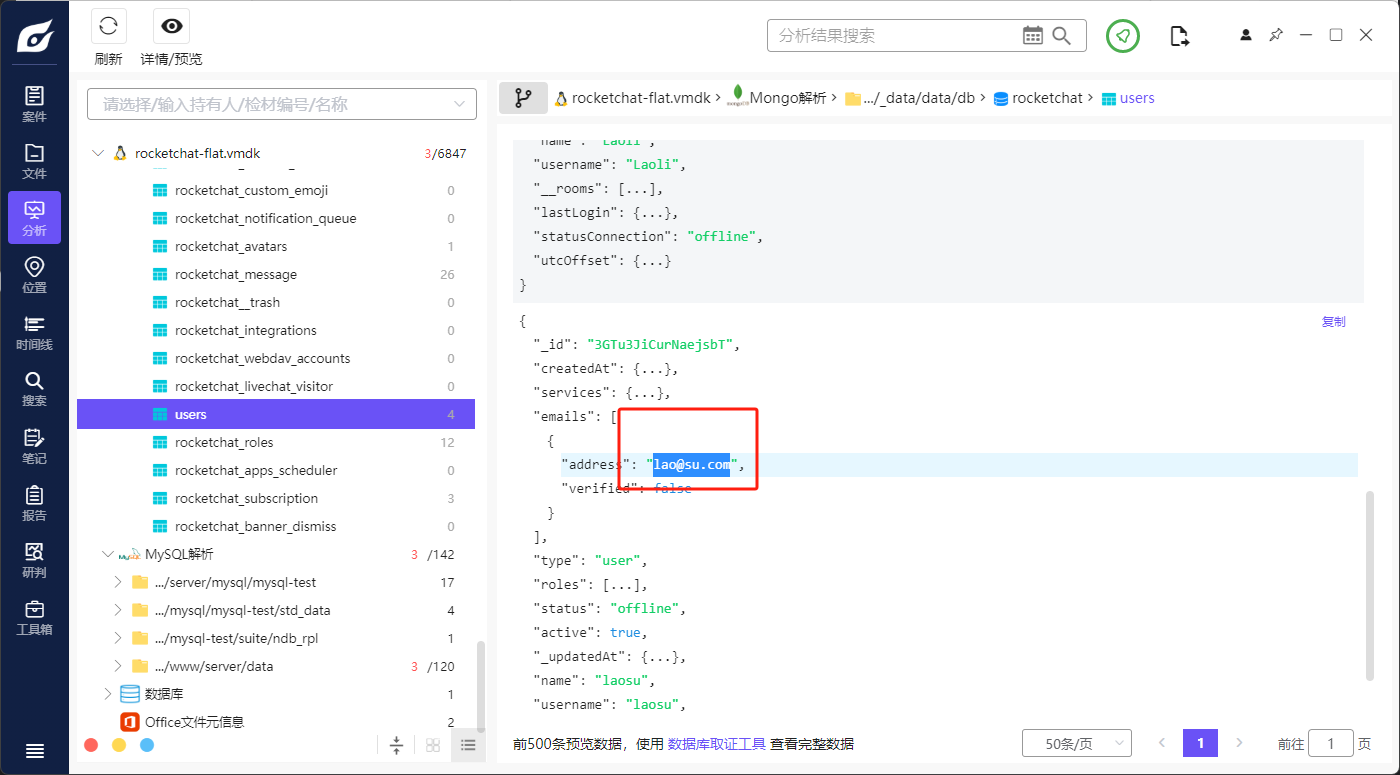 刷新
详情/预览
分析结果搜索
案件
文件
分析
位置
时间线
搜索
笔记
报告
研判
工具箱
请选择/输入持有人/检材编号/名称
rocketchat-flat.vmdk 3/6847
rocketchat_custom_emoji 0
rocketchat_notification_queue 0
rocketchat_avatars 1
rocketchat_message 26
rocketchat__trash 0
rocketchat_integrations 0
rocketchat_webdav_accounts 0
rocketchat_livechat_visitor 0
users 4
rocketchat_roles 12
rocketchat_apps_scheduler 0
rocketchat_subscription 3
rocketchat_banner_dismiss 0
MySQL解析 3 /142
.../server/mysql/mysql-test 17
.../mysql/mysql-test/std_data 4
.../mysql-test/suite/ndb_rpl 1
.../www/server/data 3 /120
数据库 1
Office文件元信息 2
rocketchat-flat.vmdk > Mongo解析 > .../_data/data/db > rocketchat > users
"name": "Laoli",
"username": "Laoli",
"__rooms": [...],
"lastLogin": {...},
"statusConnection": "offline",
"utcOffset": {...}
}
{
复制
"_id": "3GTu3JiCurNaejsbT",
"createdAt": {...},
"services": {...},
"emails": [
{
"address": "lao@su.com",
"verified": false
}
],
"type": "user",
"roles": [...],
"status": "offline",
"active": true,
"_updatedAt": {...},
"name": "laosu",
"username": "laosu",
前500条预览数据，使用 数据库取证工具 查看完整数据
50条/页
1
前往 1 页